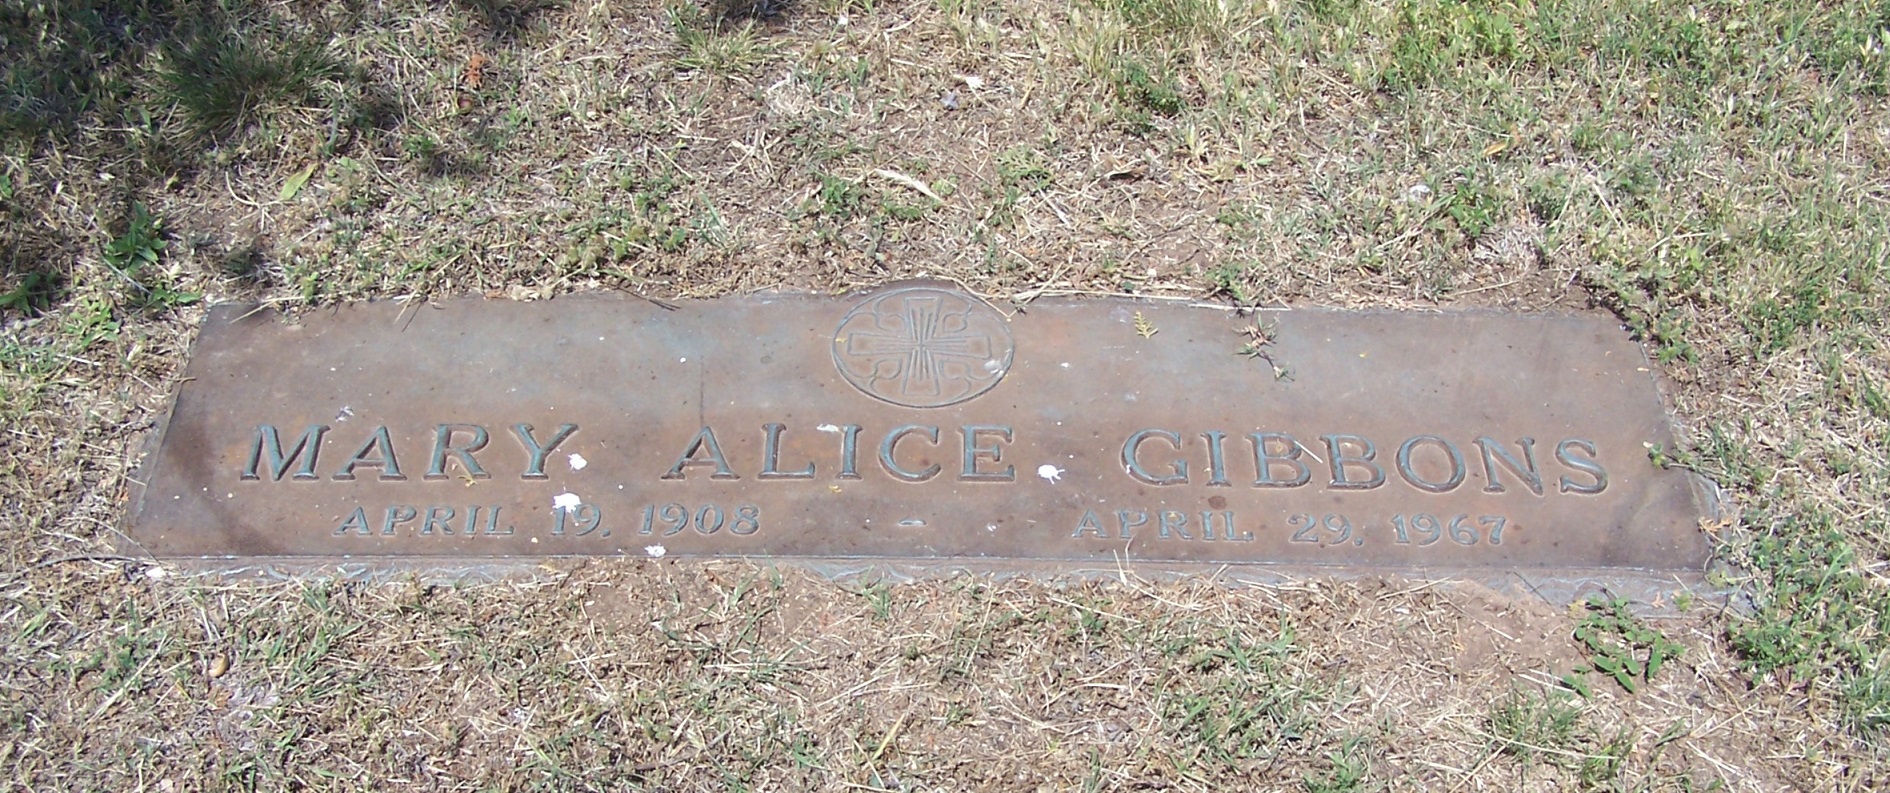 MARY ALICE GIBBONS
APRIL 19, 1908 - APRIL 29, 1967